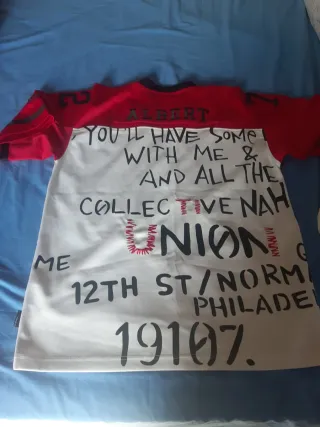 ALBERT
YOU'LL HAVE SOME
WITH ME &
AND ALL THE
COLLECTIVE NAH
UNION
ME
12TH ST/NORM
PHILADE
19107.